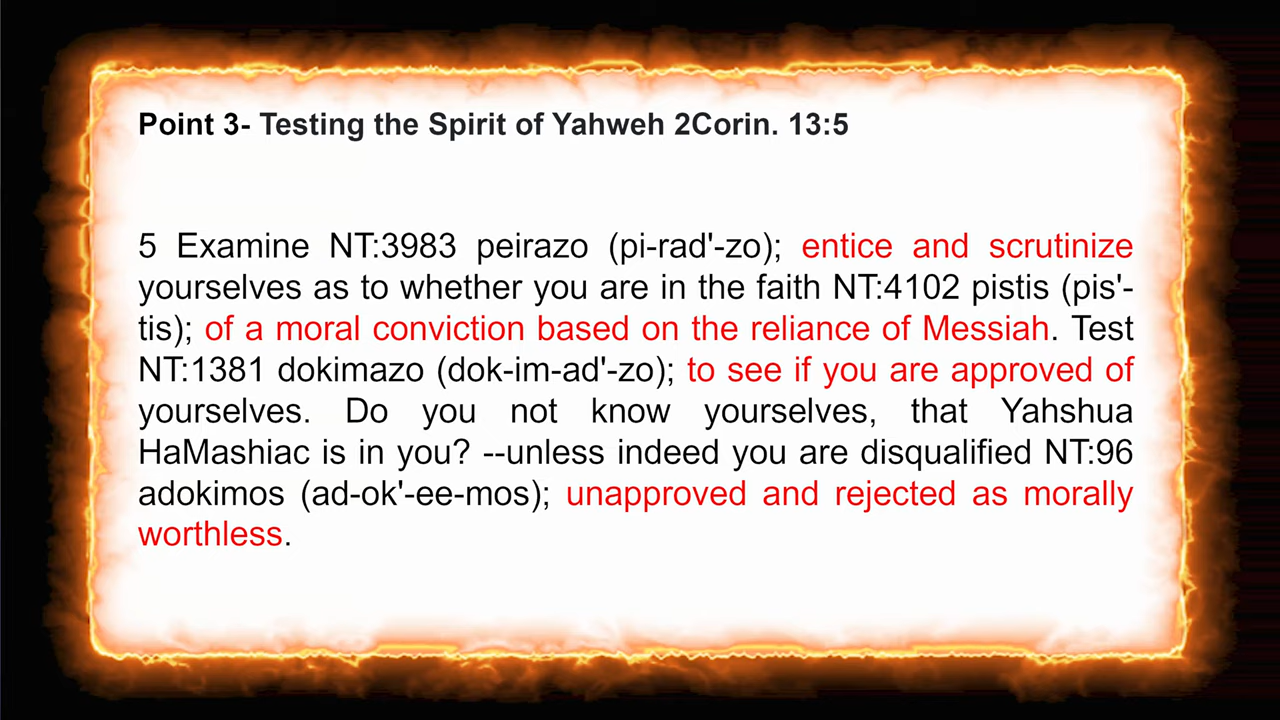 Point 3- Testing the Spirit of Yahweh 2Corin. 13:5
5 Examine NT:3983 peirazo (pi-rad'-zo); entice and scrutinize
yourselves as to whether you are in the faith NT:4102 pistis (pis'-
tis); of a moral conviction based on the reliance of Messiah. Test
NT:1381 dokimazo (dok-im-ad'-zo); to see if you are approved of
yourselves. Do you not know yourselves, that Yahshua
HaMashiac is in you? --unless indeed you are disqualified NT:96
adokimos (ad-ok'-ee-mos); unapproved and rejected as morally
worthless.